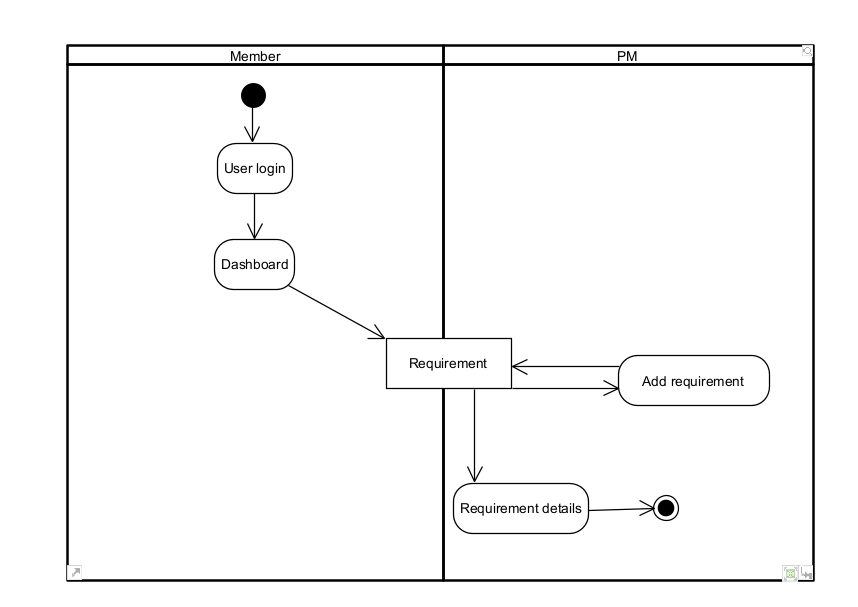 Member
PM
User login
Dashboard
Requirement
Add requirement
Requirement details